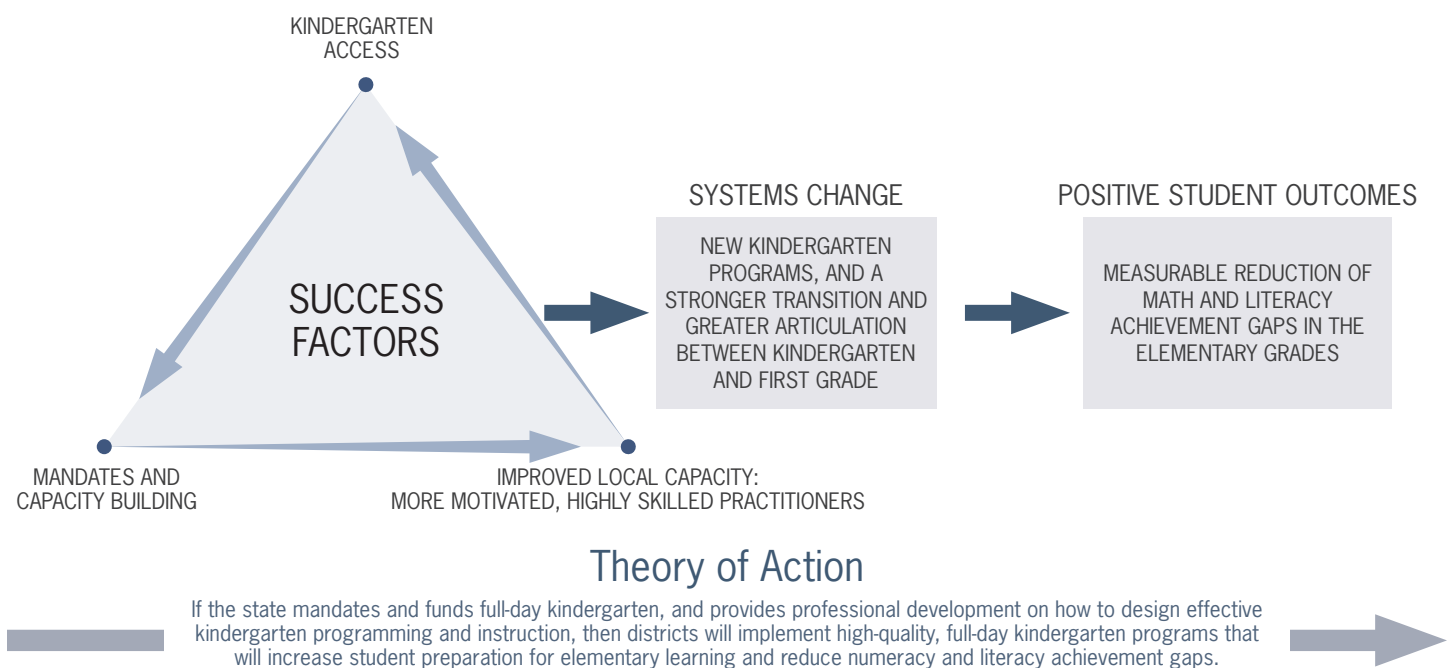 KINDERGARTEN
ACCESS
SUCCESS
FACTORS
MANDATES AND
CAPACITY BUILDING
IMPROVED LOCAL CAPACITY:
MORE MOTIVATED, HIGHLY SKILLED PRACTITIONERS
SYSTEMS CHANGE
NEW KINDERGARTEN
PROGRAMS, AND A
STRONGER TRANSITION AND
GREATER ARTICULATION
BETWEEN KINDERGARTEN
AND FIRST GRADE
POSITIVE STUDENT OUTCOMES
MEASURABLE REDUCTION OF
MATH AND LITERACY
ACHIEVEMENT GAPS IN THE
ELEMENTARY GRADES
Theory of Action
If the state mandates and funds full-day kindergarten, and provides professional development on how to design effective
kindergarten programming and instruction, then districts will implement high-quality, full-day kindergarten programs that
will increase student preparation for elementary learning and reduce numeracy and literacy achievement gaps.